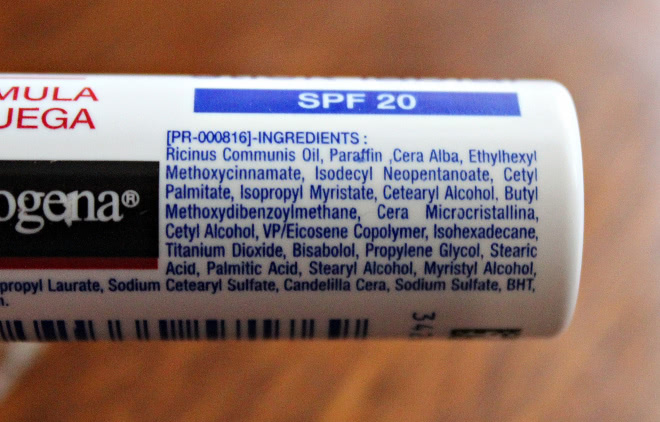 MULA
UEGA
ogena®
SPF 20
[PR-000816]-INGREDIENTS :
Ricinus Communis Oil, Paraffin ,Cera Alba, Ethylhexyl
Methoxycinnamate, Isodecyl Neopentanoate, Cetyl
Palmitate, Isopropyl Myristate, Cetearyl Alcohol, Butyl
Methoxydibenzoylmethane, Cera Microcristallina,
Cetyl Alcohol, VP/Eicosene Copolymer, Isohexadecane,
Titanium Dioxide, Bisabolol, Propylene Glycol, Stearic
Acid, Palmitic Acid, Stearyl Alcohol, Myristyl Alcohol,
propyl Laurate, Sodium Cetearyl Sulfate, Candelilla Cera, Sodium Sulfate, BHT,
n.